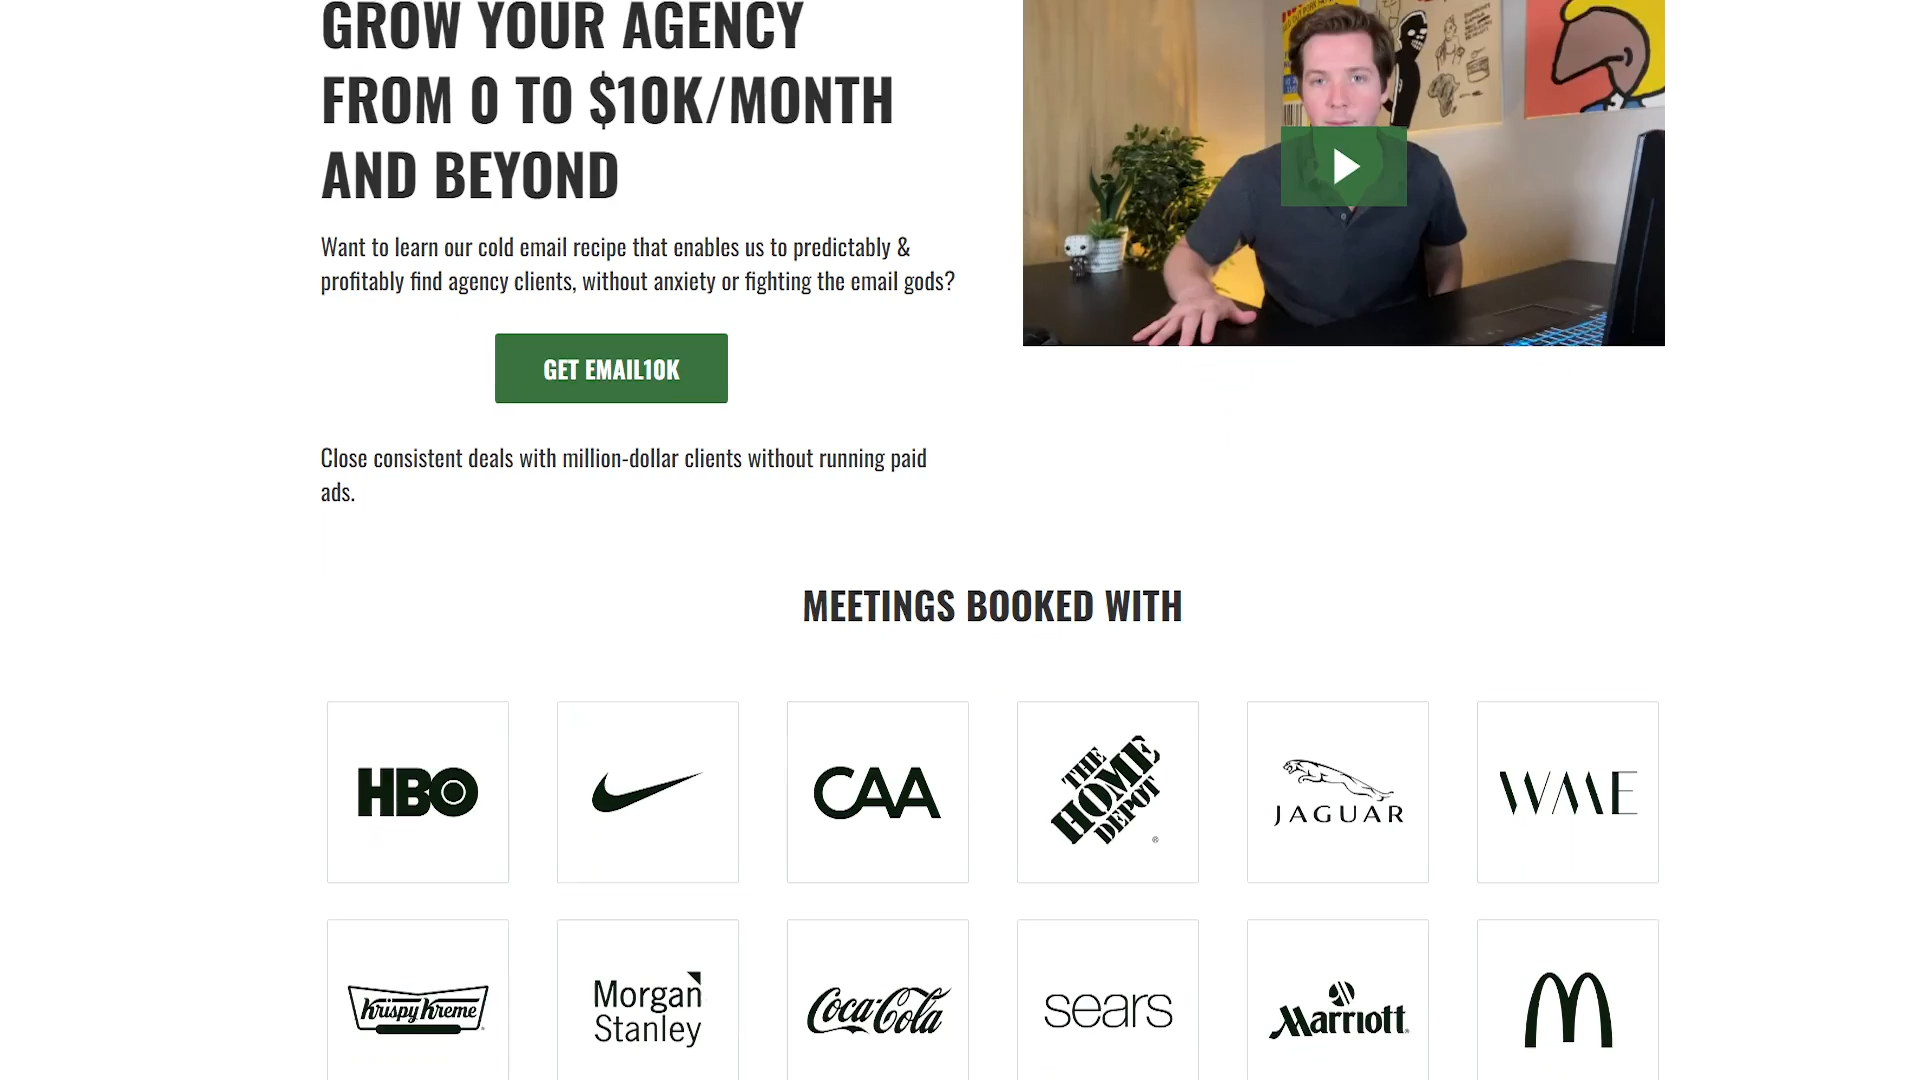 GROW YOUR AGENCY
FROM 0 TO $10K/MONTH
AND BEYOND
Want to learn our cold email recipe that enables us to predictably &
profitably find agency clients, without anxiety or fighting the email gods?
GET EMAIL10K
Close consistent deals with million-dollar clients without running paid
ads.
MEETINGS BOOKED WITH
HBO
CAA
THE
HOME
DEPOT
®
JAGUAR
WME
Krispy Kreme
Morgan
Stanley
Coca-Cola
sears
Marriott